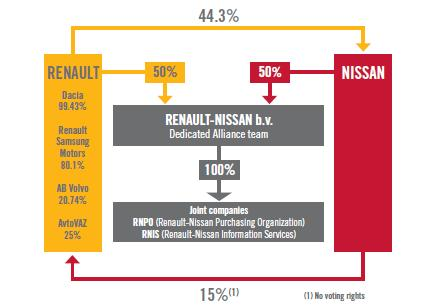 44.3%
RENAULT
50%
50%
NISSAN
Dacia
99.43%
Renault
Samsung
Motors
80.1%
AB Volvo
20.74%
AvtoVAZ
25%
RENAULT-NISSAN b.v.
Dedicated Alliance team
100%
Joint companies
RNPO (Renault-Nissan Purchasing Organization)
RNIS (Renault-Nissan Information Services)
15%(1)
(1) No voting rights